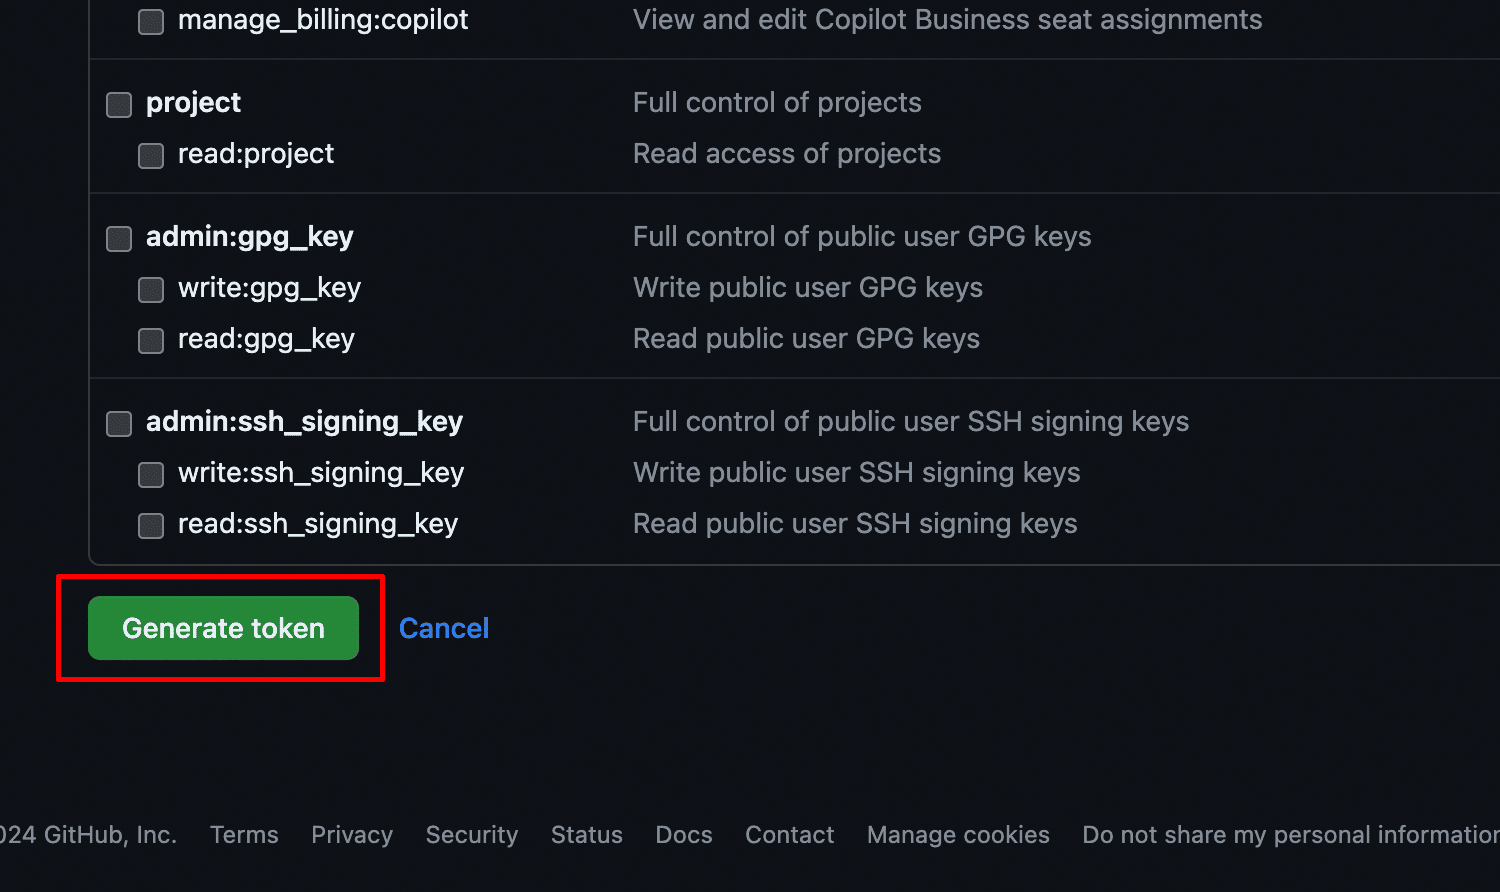 manage_billing:copilot View and edit Copilot Business seat assignments
project Full control of projects
read:project Read access of projects
admin:gpg_key Full control of public user GPG keys
write:gpg_key Write public user GPG keys
read:gpg_key Read public user GPG keys
admin:ssh_signing_key Full control of public user SSH signing keys
write:ssh_signing_key Write public user SSH signing keys
read:ssh_signing_key Read public user SSH signing keys
Generate token Cancel
024 GitHub, Inc. Terms Privacy Security Status Docs Contact Manage cookies Do not share my personal information